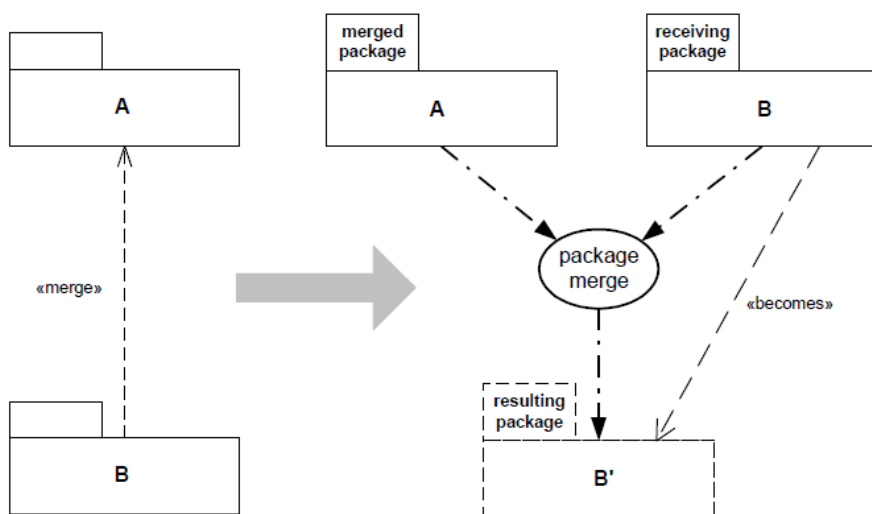 A
«merge»
B
merged
package
A
receiving
package
B
package
merge
«becomes»
resulting
package
B'